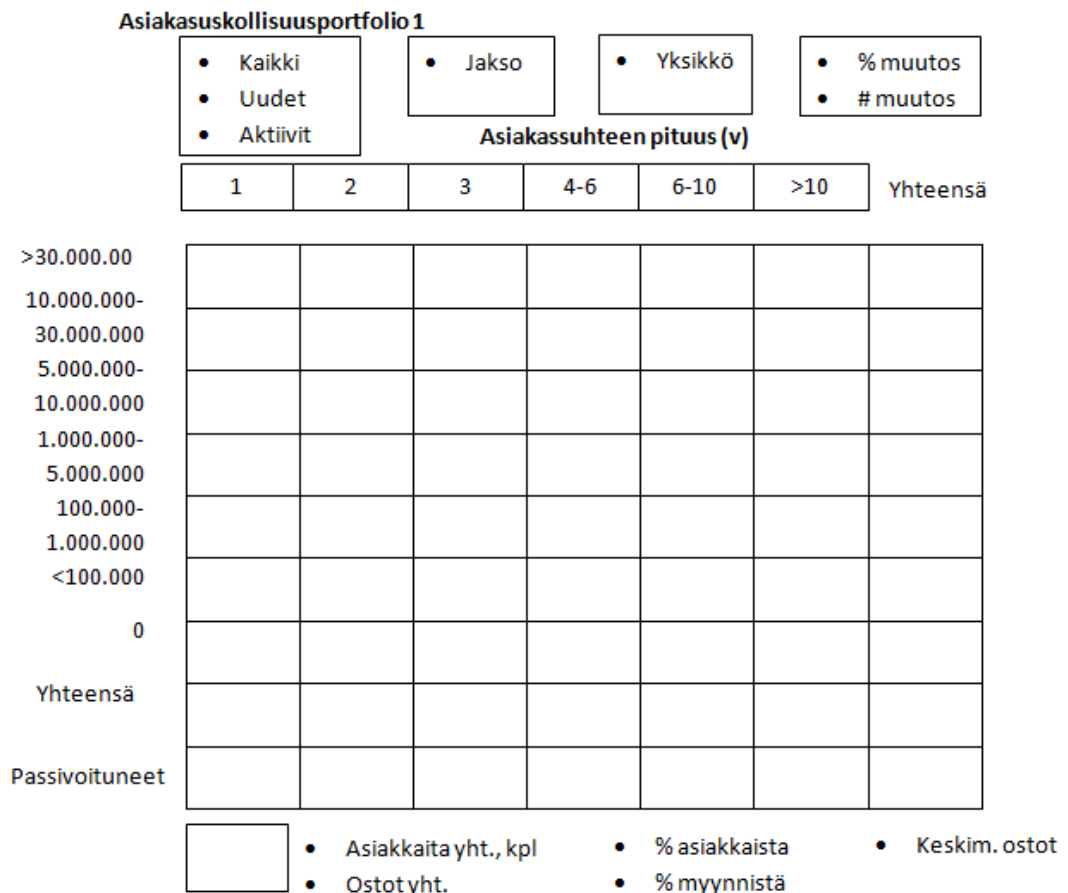 Asiakasuskollisuusportfolio 1
• Kaikki
• Uudet
• Aktiivit
• Jakso
• Yksikkö
• % muutos
• # muutos
Asiakassuhteen pituus (v)
1 2 3 4-6 6-10 >10 Yhteensä
>30.000.00
10.000.000-
30.000.000
5.000.000-
10.000.000
1.000.000-
5.000.000
100.000-
1.000.000
<100.000
0
Yhteensä
Passivoituneet
• Asiakkaita yht., kpl
• Ostot yht.
• % asiakkaista
• % myynnistä
• Keskim. ostot